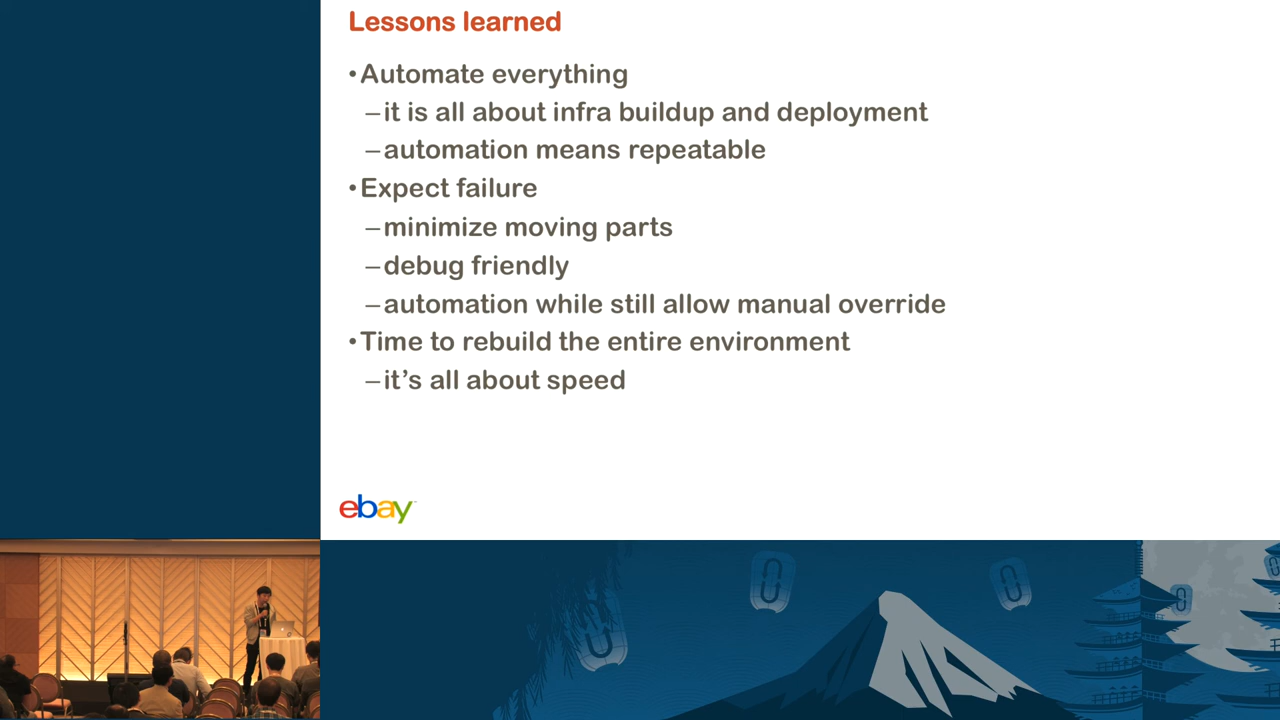 Lessons learned
•Automate everything
–it is all about infra buildup and deployment
–automation means repeatable
•Expect failure
–minimize moving parts
–debug friendly
–automation while still allow manual override
•Time to rebuild the entire environment
–it’s all about speed
ebay™